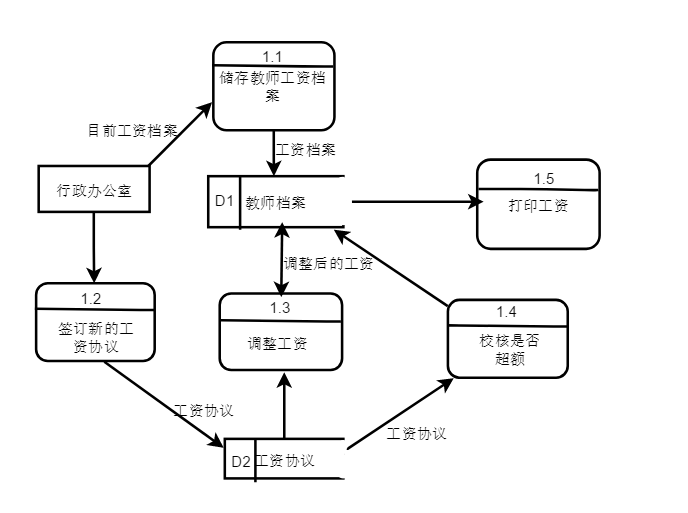 1.1
储存教师工资档
案
目前工资档案
工资档案
行政办公室
D1
教师档案
1.5
打印工资
调整后的工资
1.2
签订新的工
资协议
1.3
调整工资
1.4
校核是否
超额
工资协议
工资协议
D2
工资协议